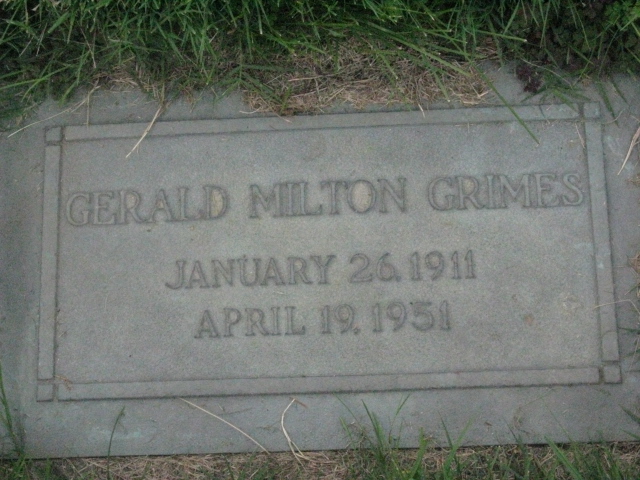 GERALD MILTON GRIMES
JANUARY 26, 1911
APRIL 19, 1951